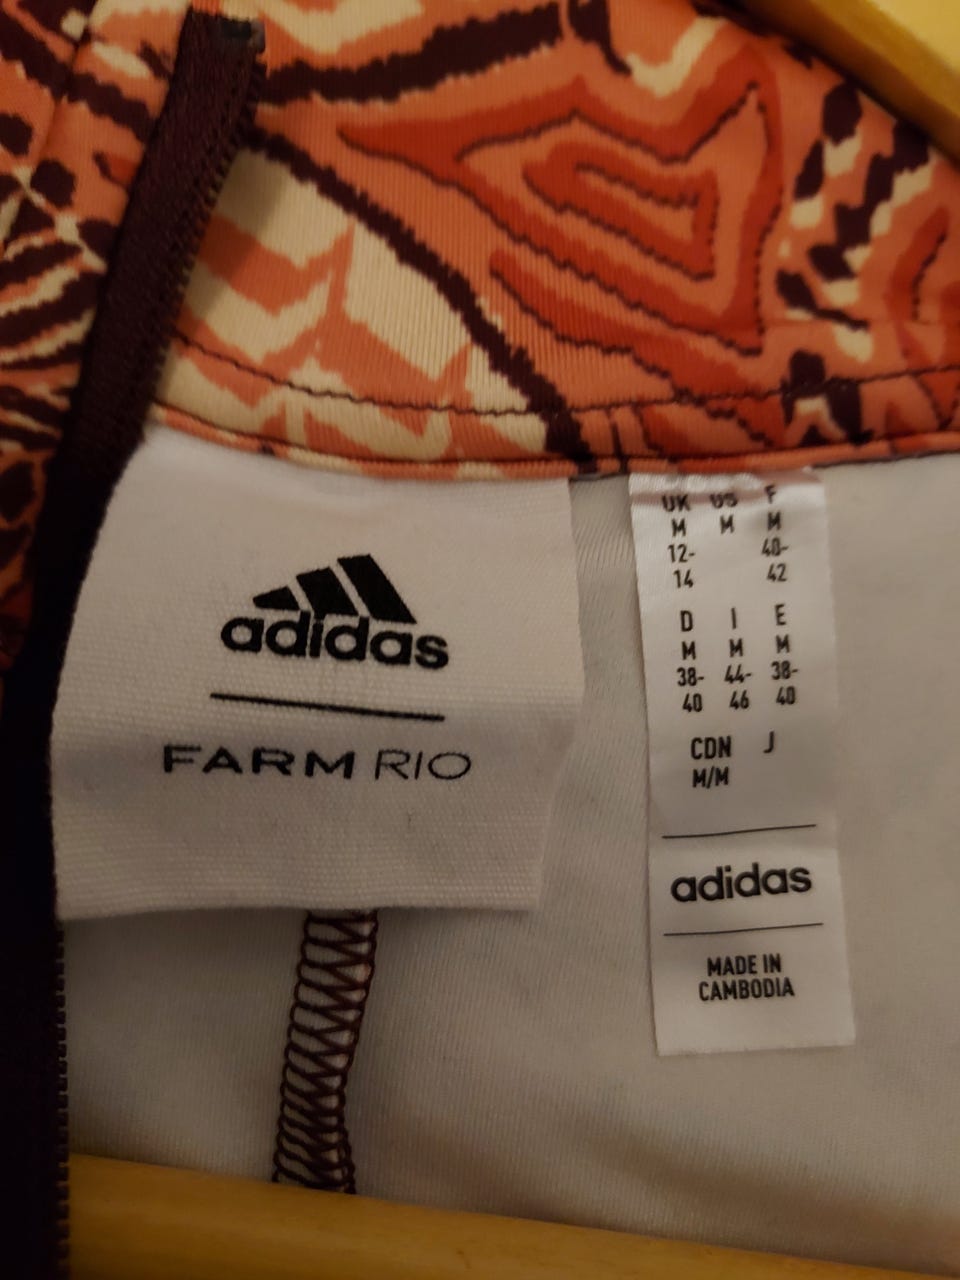 adidas
FARM RIO
UK US F
M M M
12- 40-
14 42
D I E
M M M
38- 44- 38-
40 46 40
CDN J
M/M
adidas
MADE IN
CAMBODIA